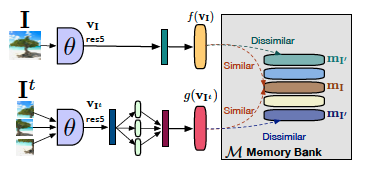 I
θ
v_I
res5
f(v_I)
Dissimilar
Similar
m_I'
m_I
m_I'
I^t
θ
v_I^t
res5
g(v_I^t)
Similar
Dissimilar
M Memory Bank